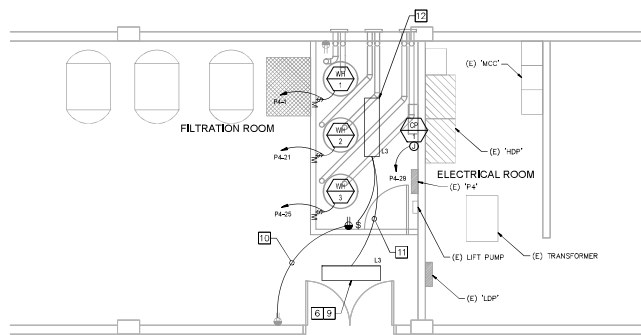 12
(E) 'MCC'
WH
1
P4-1
FILTRATION ROOM
CP
1
WH
2
L3
(E) 'HDP'
P4-21
P4-29
ELECTRICAL ROOM
(E) 'P4'
WH
3
P4-25
S
10
11
(E) LIFT PUMP
(E) TRANSFORMER
L3
6 9
(E) 'LDP'